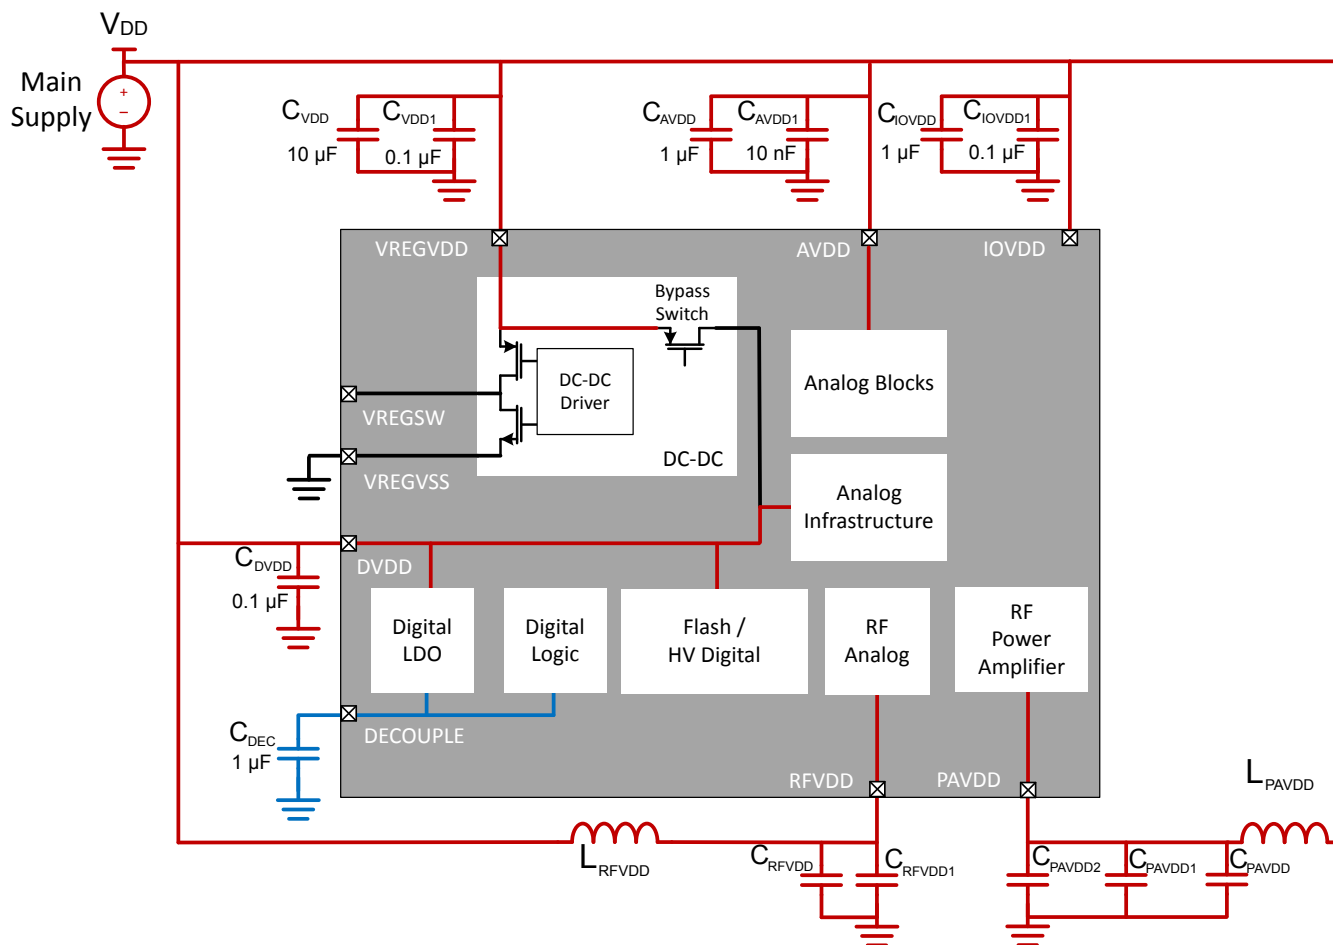 VDD
Main
Supply
+
–
CVDD
10 µF
CVDD1
0.1 µF
CAVDD
1 µF
CAVDD1
10 nF
CIOVDD
1 µF
CIOVDD1
0.1 µF
VREGVDD
AVDD
IOVDD
Bypass
Switch
DC-DC
Driver
DC-DC
VREGSW
VREGVSS
Analog Blocks
Analog
Infrastructure
CDVDD
0.1 µF
DVDD
Digital
LDO
Digital
Logic
Flash /
HV Digital
RF
Analog
RF
Power
Amplifier
DECOUPLE
CDEC
1 µF
RFVDD
PAVDD
LPAVDD
LRFVDD
CRFVDD
CRFVDD1
CPAVDD2
CPAVDD1
CPAVDD